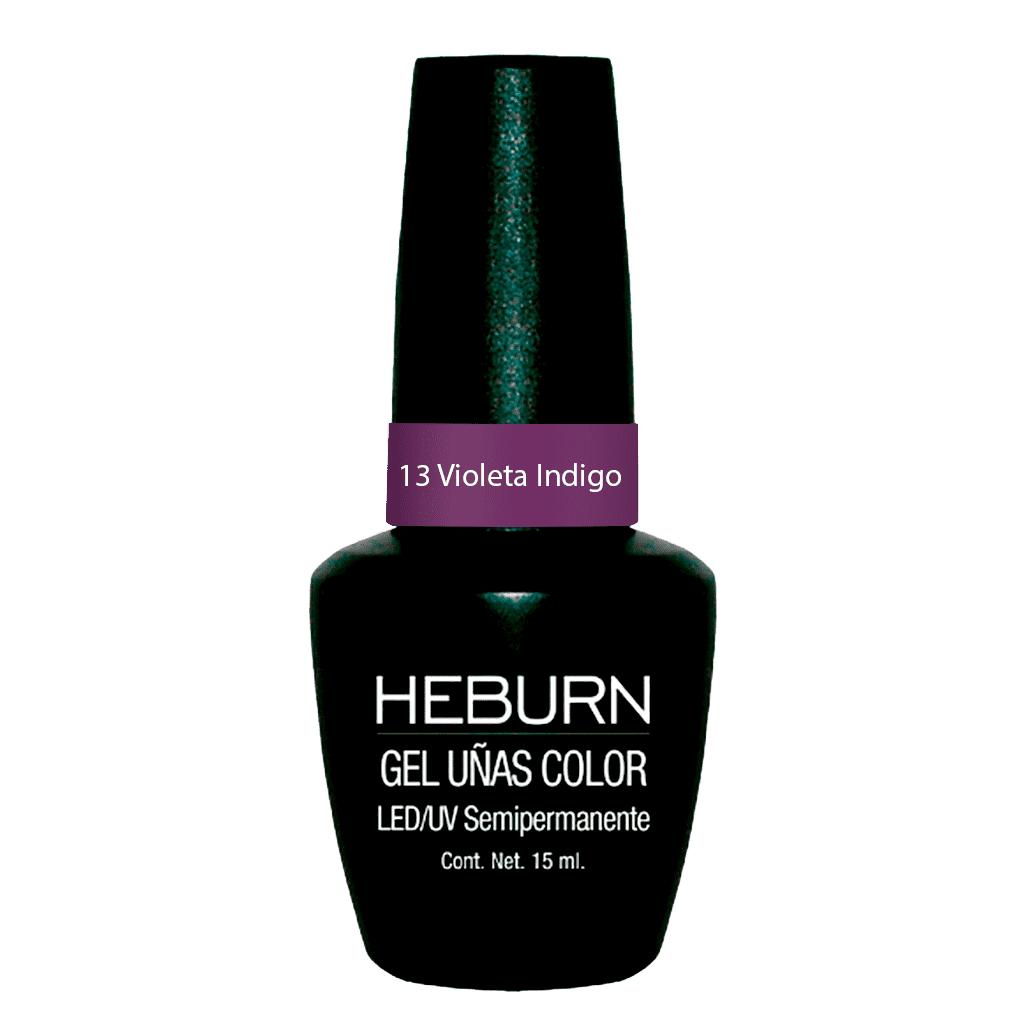 13 Violeta Indigo
HEBURN
GEL UÑAS COLOR
LED/UV Semipermanente
Cont. Net. 15 ml.